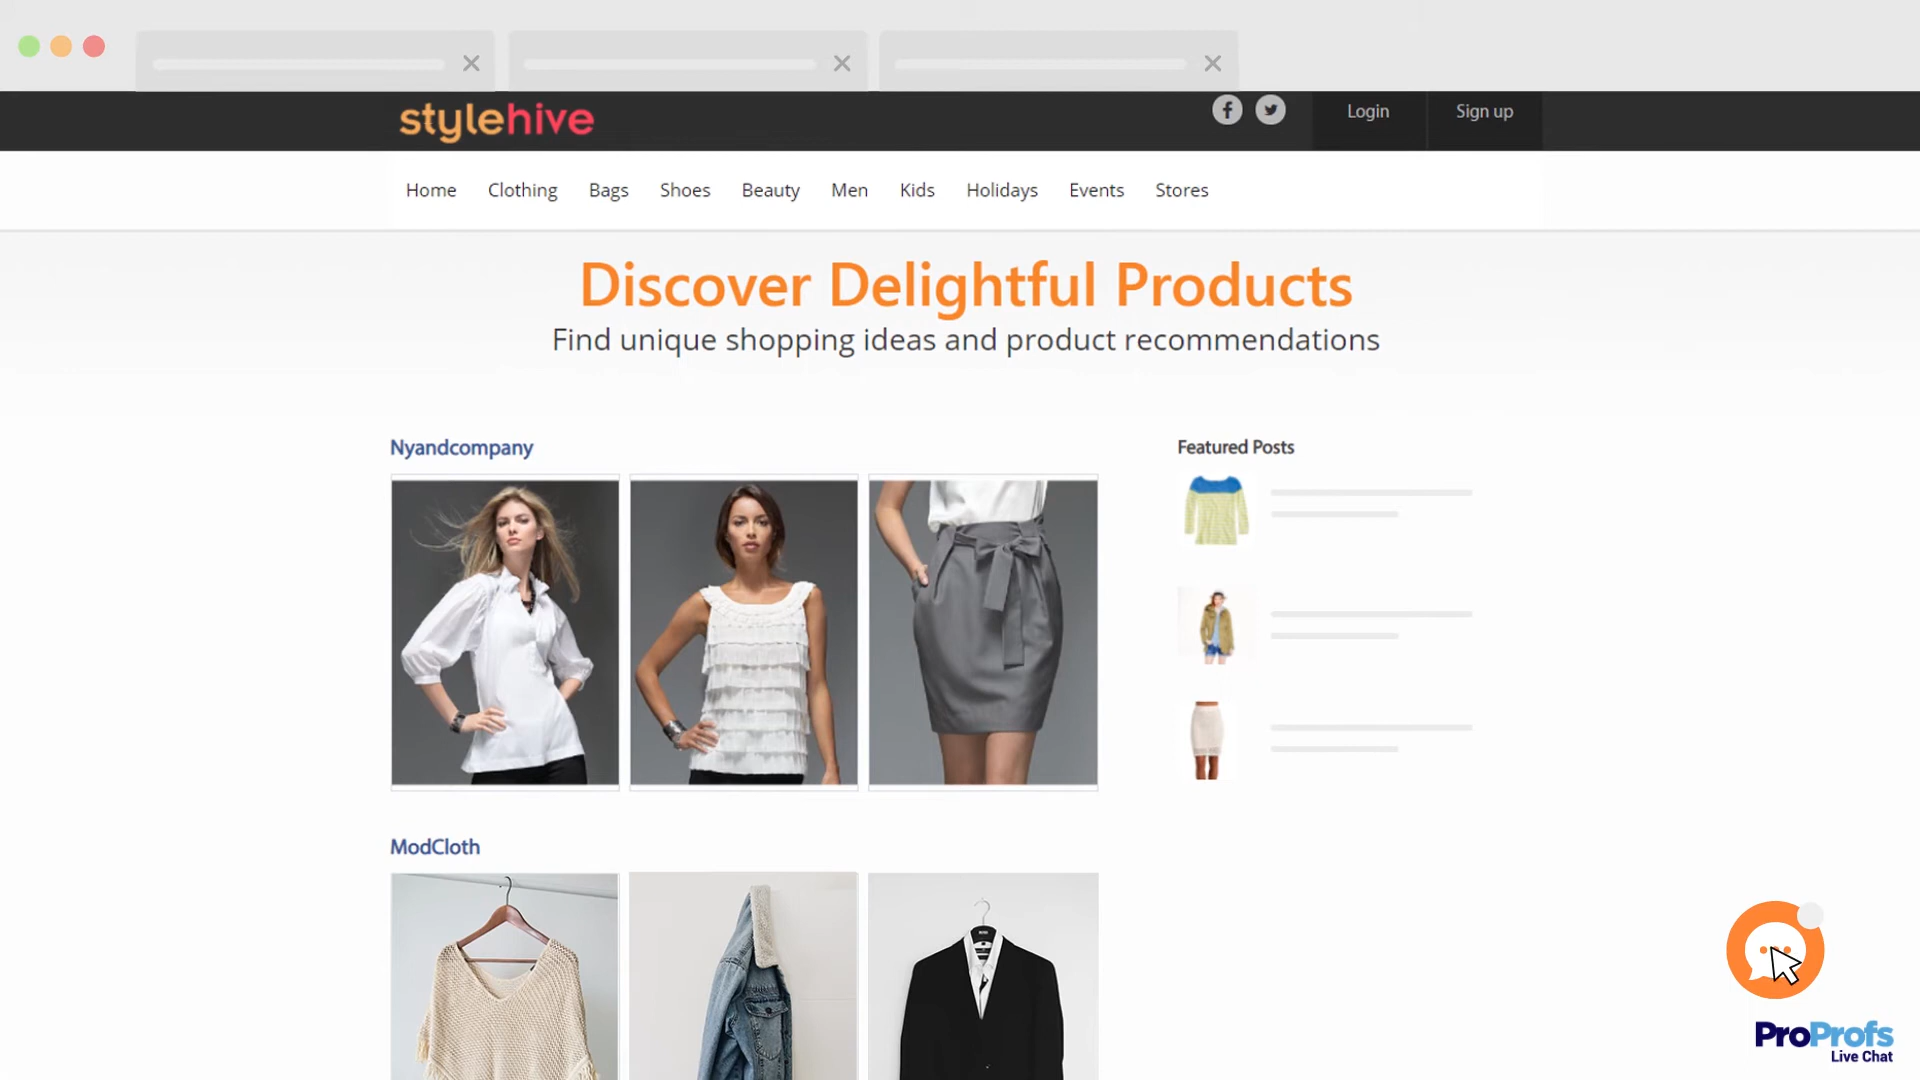 stylehive
Login
Sign up
Home
Clothing
Bags
Shoes
Beauty
Men
Kids
Holidays
Events
Stores
Discover Delightful Products
Find unique shopping ideas and product recommendations
Nyandcompany
Featured Posts
ModCloth
ProProfs
Live Chat